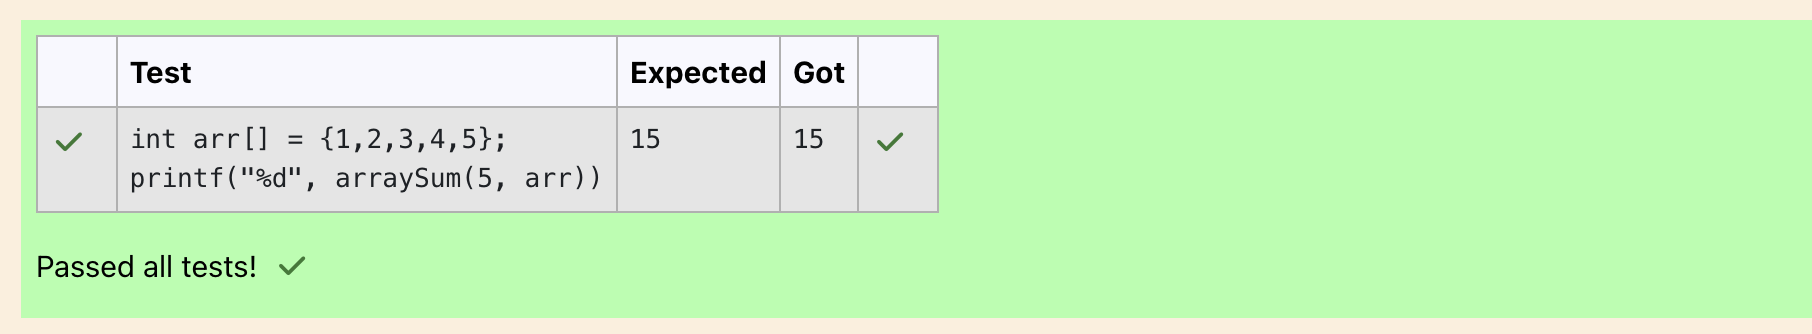 Test Expected Got
int arr[] = {1,2,3,4,5}; 15 15
printf("%d", arraySum(5, arr))
Passed all tests!